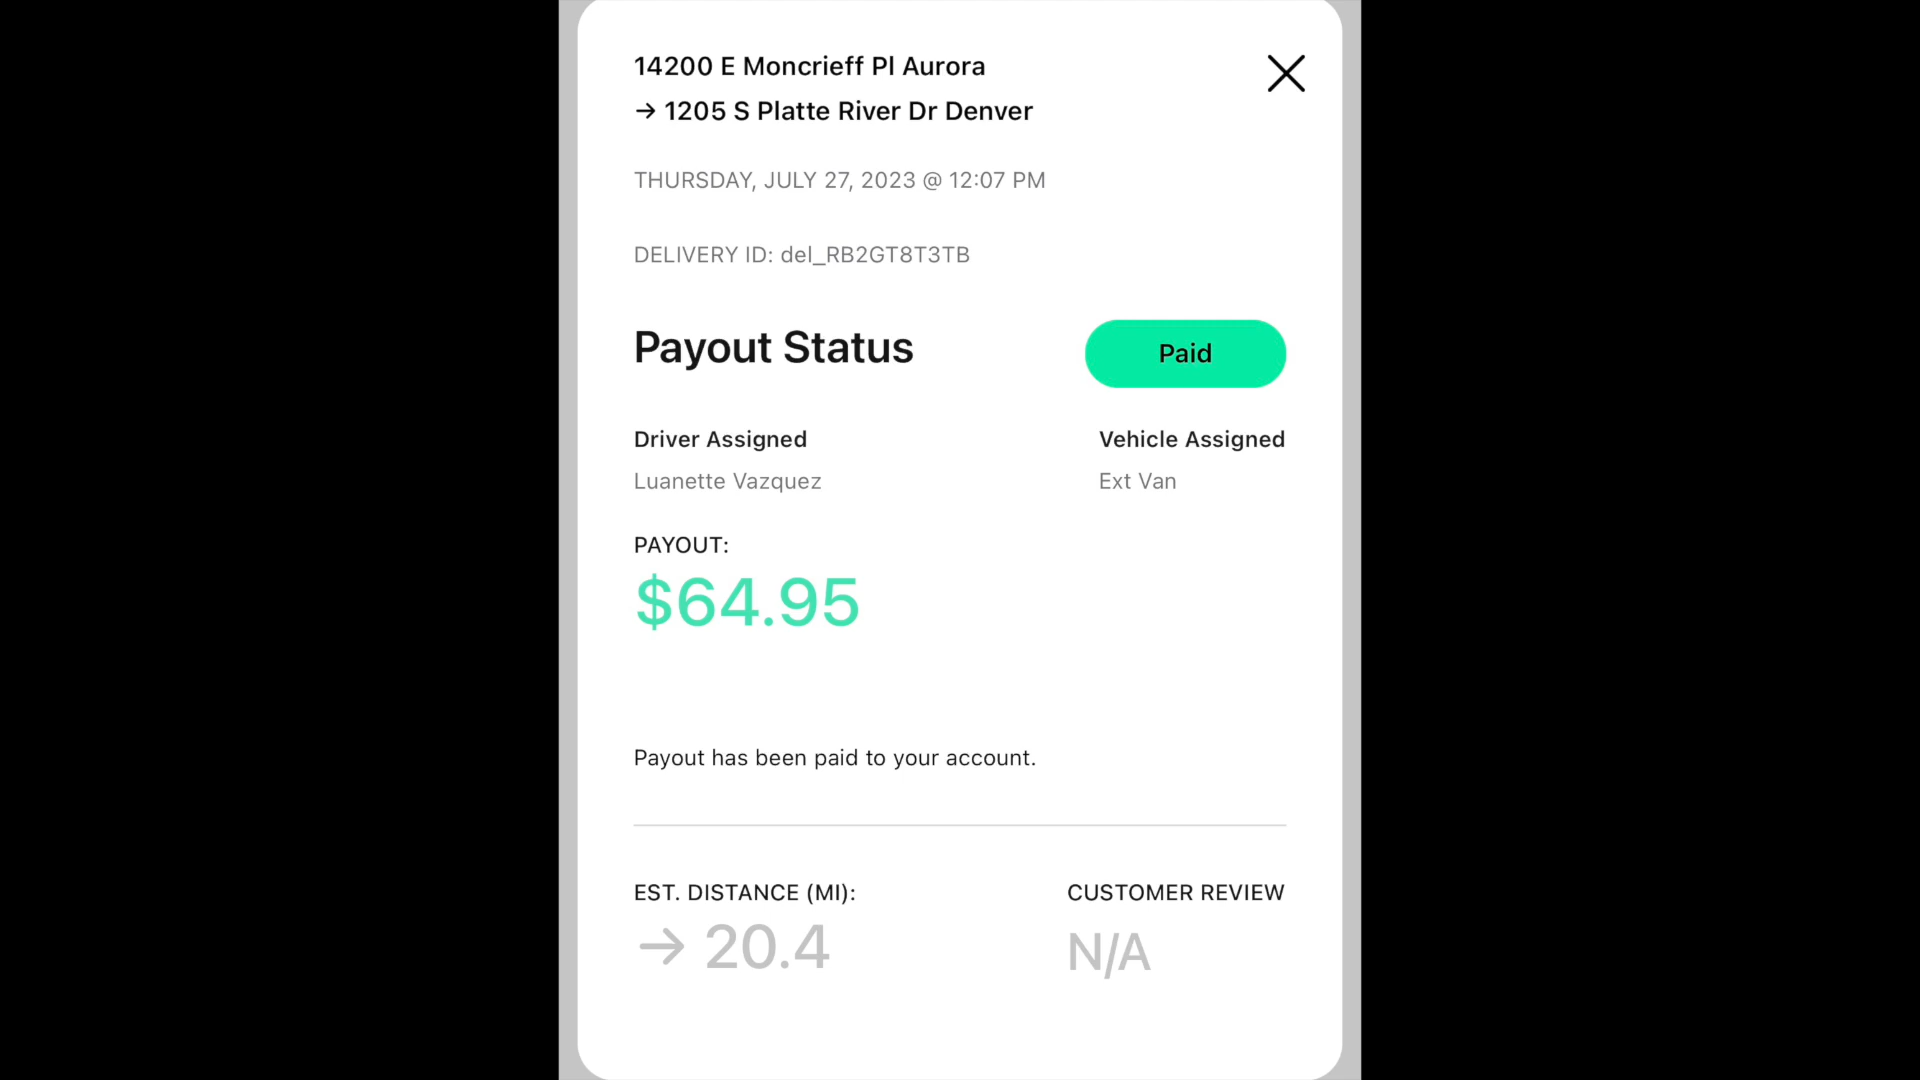 14200 E Moncrieff Pl Aurora
→ 1205 S Platte River Dr Denver
THURSDAY, JULY 27, 2023 @ 12:07 PM
DELIVERY ID: del_RB2GT8T3TB
Payout Status
Paid
Driver Assigned
Vehicle Assigned
Luanette Vazquez
Ext Van
PAYOUT:
$64.95
Payout has been paid to your account.
EST. DISTANCE (MI):
CUSTOMER REVIEW
→ 20.4
N/A